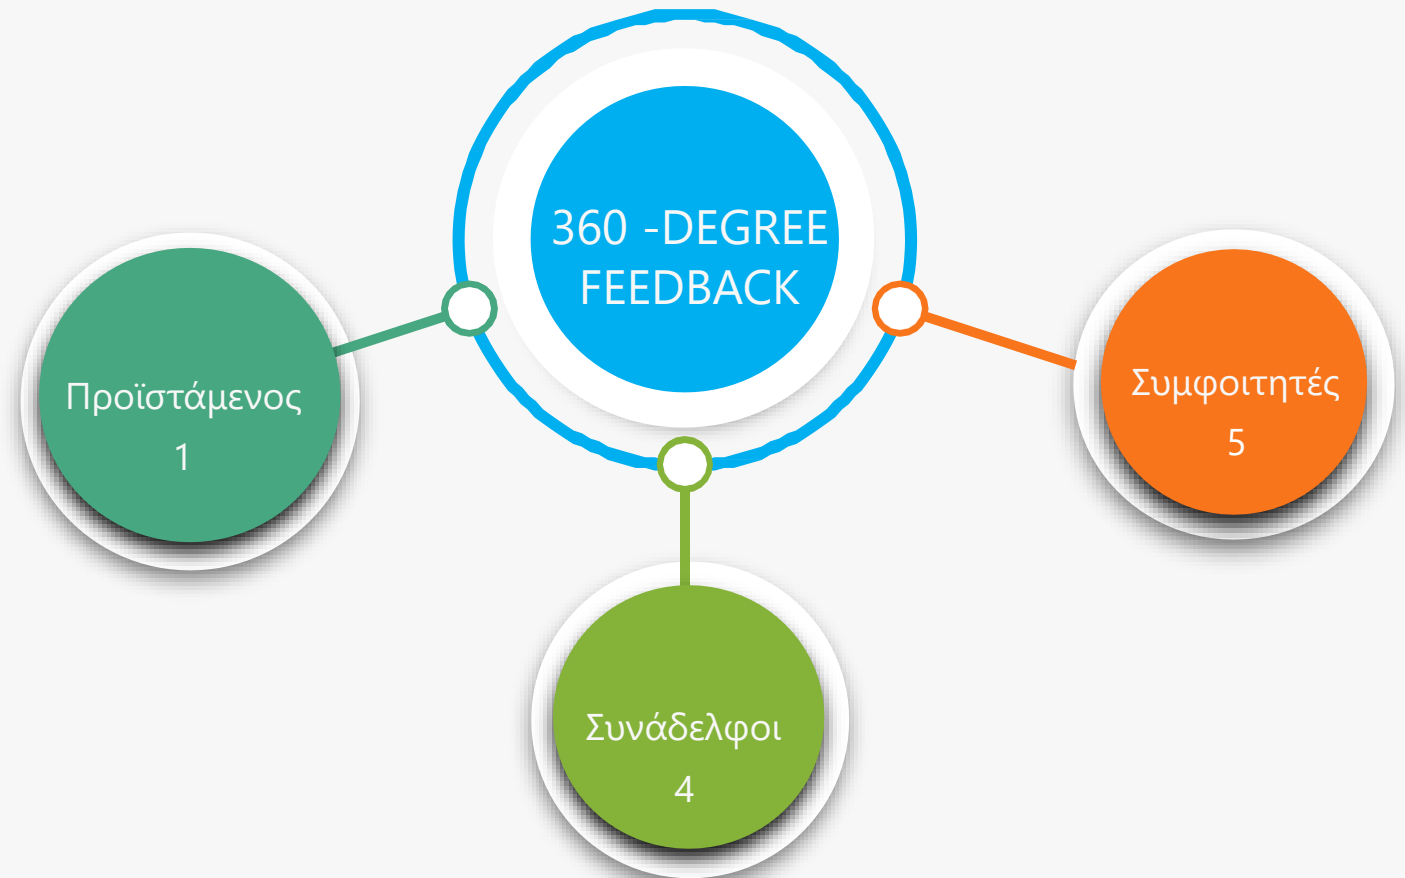 360 -DEGREE
FEEDBACK
Προϊστάμενος
1
Συνάδελφοι
4
Συμφοιτητές
5